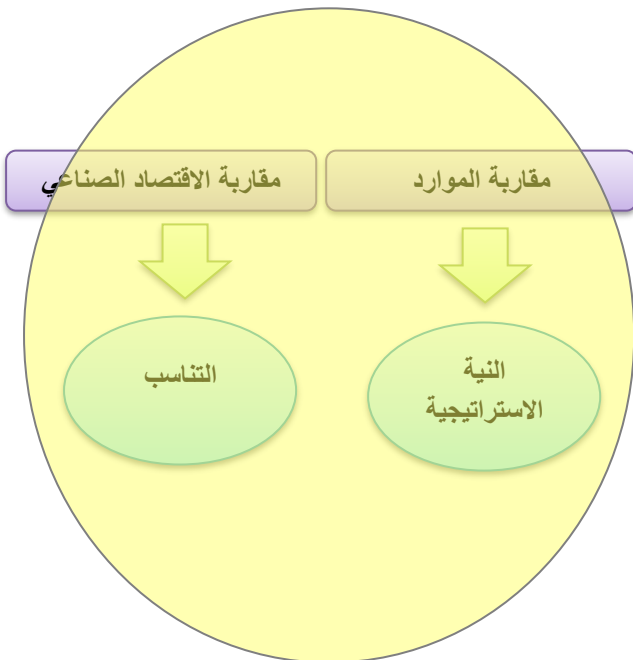 مقاربة الموارد
مقاربة الاقتصاد الصناعي
النية
الاستراتيجية
التناسب